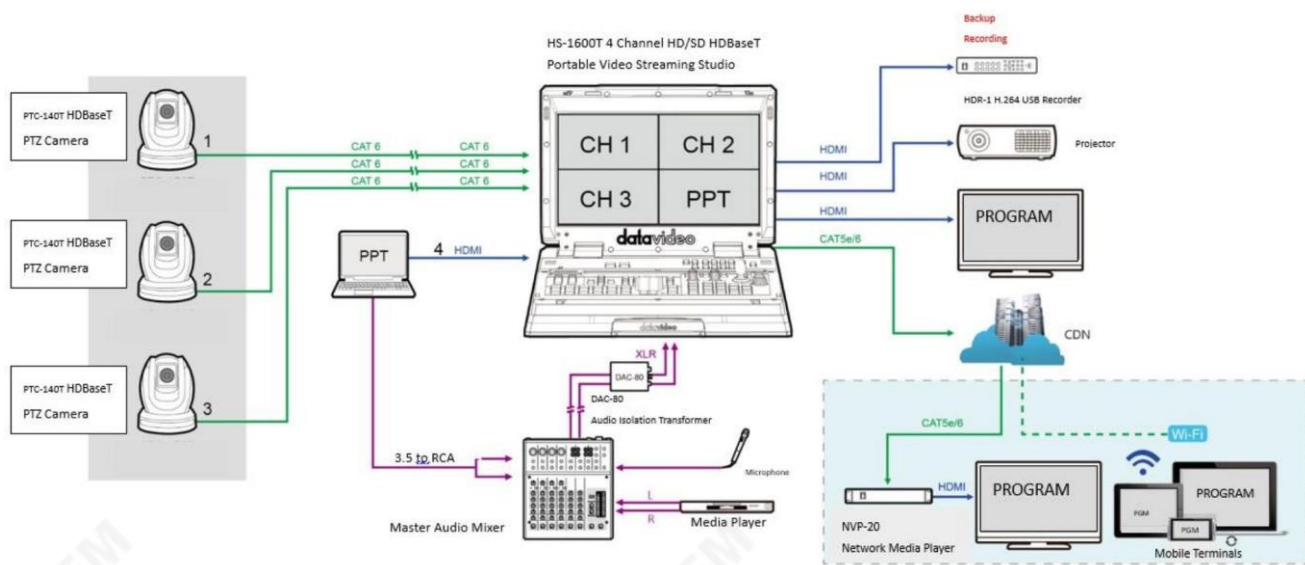 HS-1600T 4 Channel HD/SD HDBaseT
Portable Video Streaming Studio
Backup
Recording
HDR-1 H.264 USB Recorder
Projector
PTC-140T HDBaseT
PTZ Camera
1
PTC-140T HDBaseT
PTZ Camera
2
PTC-140T HDBaseT
PTZ Camera
3
CAT 6
CAT 6
CAT 6
CAT 6
CAT 6
CAT 6
CH 1
CH 2
CH 3
PPT
datavideo
datavideo
HDMI
HDMI
HDMI
CAT5e/6
PROGRAM
PPT
4
HDMI
CDN
XLR
DAC-80
DAC-80
Audio Isolation Transformer
3.5 to RCA
Microphone
L
R
Media Player
Master Audio Mixer
CAT5e/6
Wi-Fi
HDMI
PROGRAM
PROGRAM
PGM
PGM
NVP-20
Network Media Player
Mobile Terminals